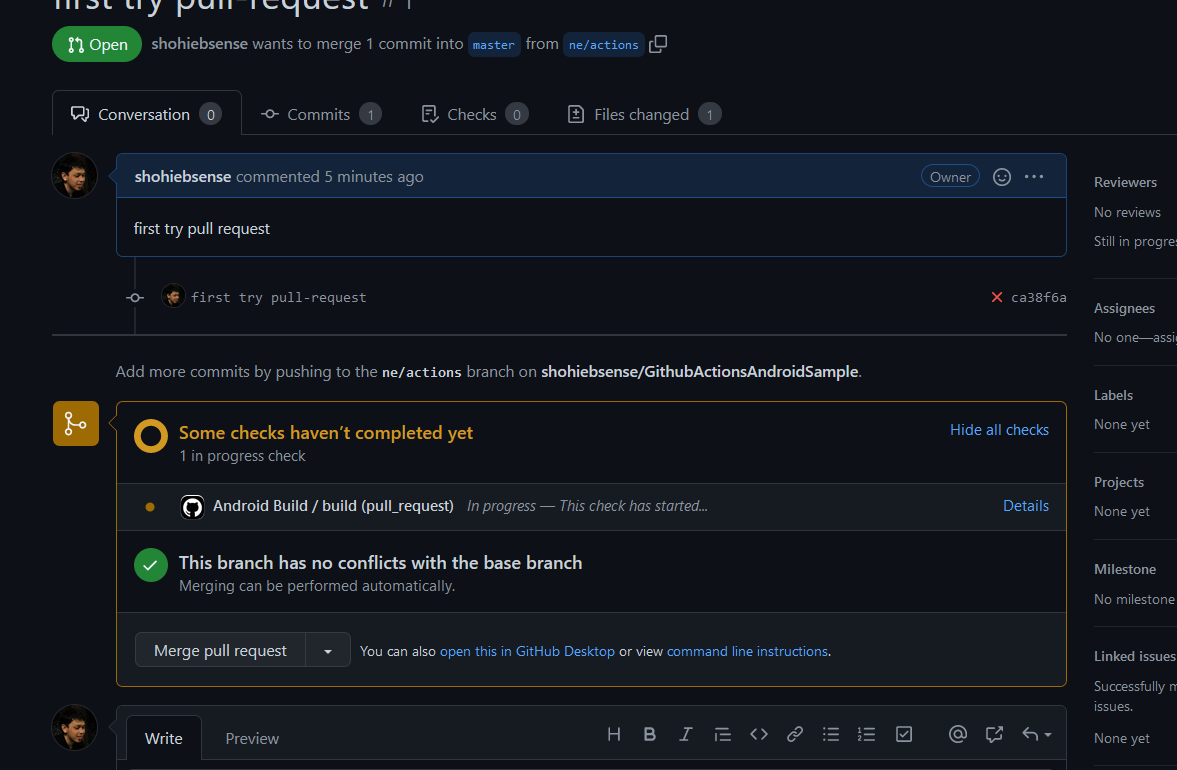 first try pull-request #1
Open shohiebsense wants to merge 1 commit into master from ne/actions
Conversation 0 Commits 1 Checks 0 Files changed 1
shohiebsense commented 5 minutes ago Owner
first try pull request
first try pull-request ca38f6a
Add more commits by pushing to the ne/actions branch on shohiebsense/GithubActionsAndroidSample.
Some checks haven’t completed yet Hide all checks
1 in progress check
Android Build / build (pull_request) In progress — This check has started... Details
This branch has no conflicts with the base branch
Merging can be performed automatically.
Merge pull request You can also open this in GitHub Desktop or view command line instructions.
Write Preview
Reviewers
No reviews
Still in progre
Assignees
No one—assi
Labels
None yet
Projects
None yet
Milestone
No milestone
Linked issues
Successfully m
issues.
None yet